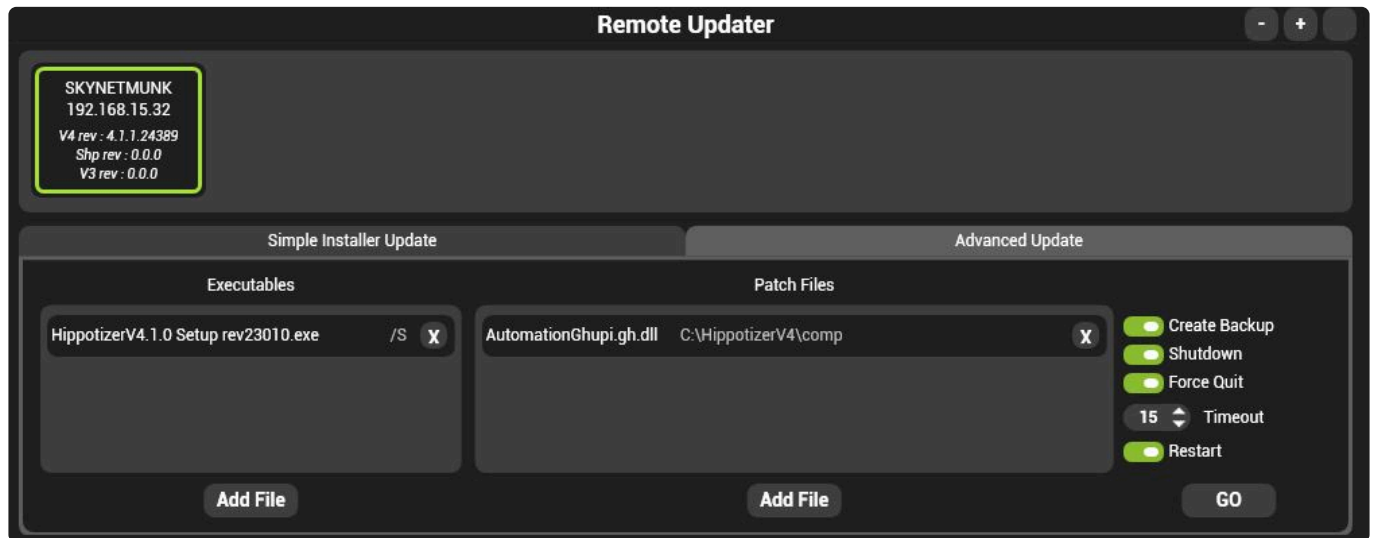 Remote Updater
- +
SKYNETMUNK
192.168.15.32
V4 rev : 4.1.1.24389
Shp rev : 0.0.0
V3 rev : 0.0.0
Simple Installer Update
Advanced Update
Executables
HippotizerV4.1.0 Setup rev23010.exe /S X
Add File
Patch Files
AutomationGhupi.gh.dll C:\HippotizerV4\comp X
Add File
Create Backup
Shutdown
Force Quit
15 Timeout
Restart
GO